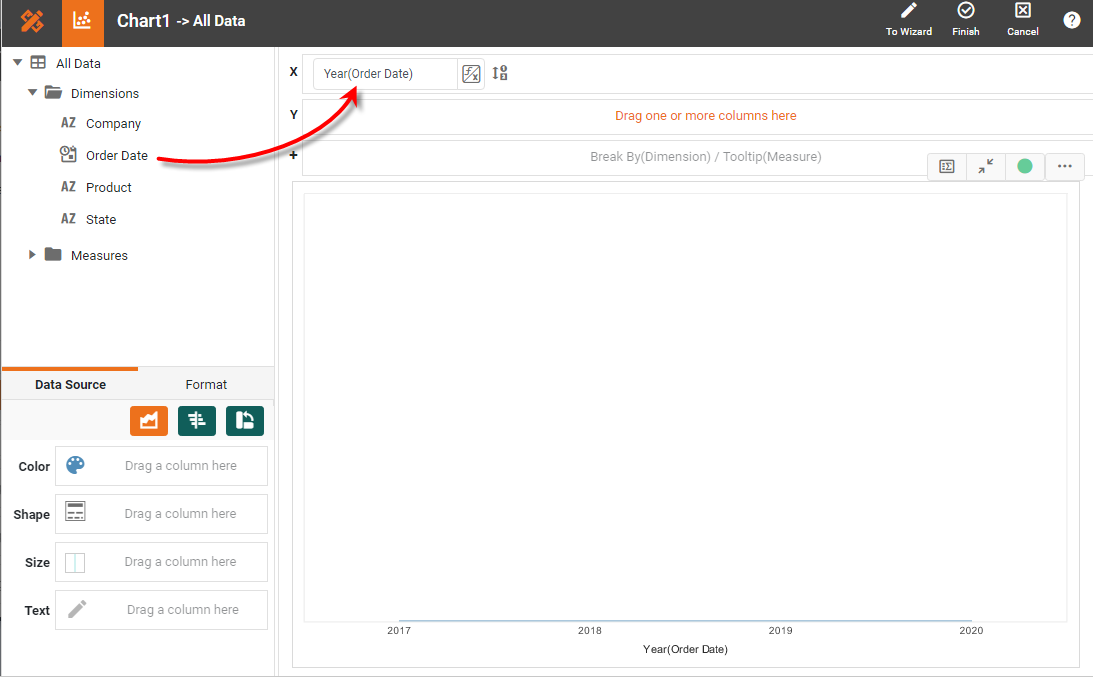 Chart1 -> All Data
To Wizard
Finish
Cancel
?
All Data
Dimensions
AZ Company
Order Date
AZ Product
AZ State
Measures
Data Source
Format
Color
Drag a column here
Shape
Drag a column here
Size
Drag a column here
Text
Drag a column here
X
Year(Order Date)
Y
Drag one or more columns here
+
Break By(Dimension) / Tooltip(Measure)
2017 2018 2019 2020
Year(Order Date)